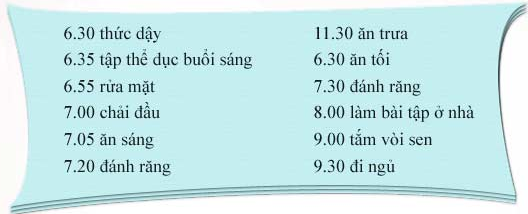 6.30 thức dậy
6.35 tập thể dục buổi sáng
6.55 rửa mặt
7.00 chải đầu
7.05 ăn sáng
7.20 đánh răng
11.30 ăn trưa
6.30 ăn tối
7.30 đánh răng
8.00 làm bài tập ở nhà
9.00 tắm vòi sen
9.30 đi ngủ